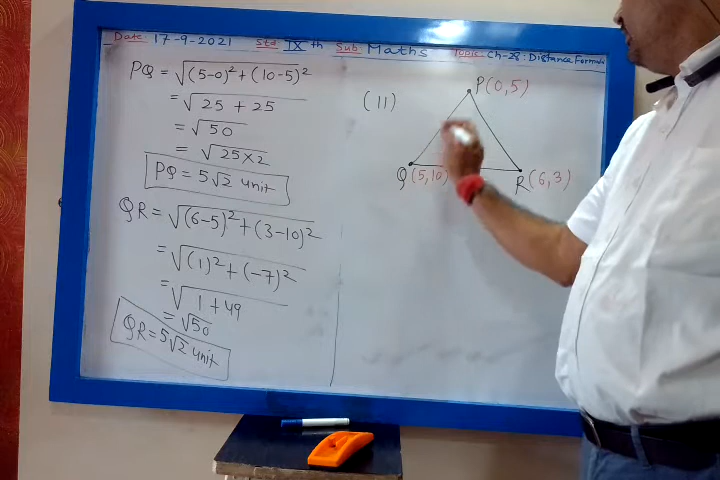 Date: 17-9-2021 Std IX th Sub: Maths Topic: Ch-28: Distance Formula
PQ = √(5-0)² + (10-5)²
= √25 + 25
= √50
= √25×2
PQ = 5√2 unit
QR = √(6-5)² + (3-10)²
= √(1)² + (-7)²
= √1 + 49
= √50
QR = 5√2 unit
(11)
P(0,5)
Q(5,10)
R(6,3)